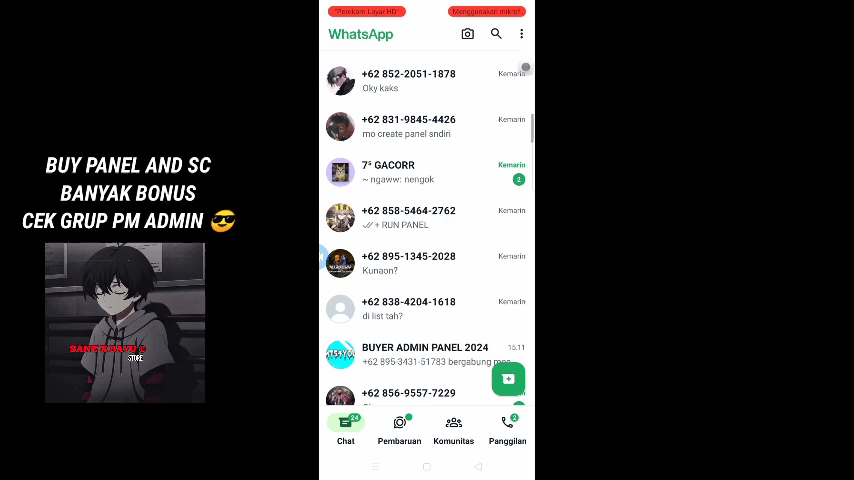 "Perekam Layar HD"
Menggunakan mikrof
WhatsApp
+62 852-2051-1878
Kemarin
Oky kaks
+62 831-9845-4426
Kemarin
mo create panel sndiri
7⁵ GACORR
Kemarin
~ ngaww: nengok
2
+62 858-5464-2762
Kemarin
+ RUN PANEL
+62 895-1345-2028
Kemarin
Kunaon?
+62 838-4204-1618
Kemarin
di list tah?
BUYER ADMIN PANEL 2024
15.11
+62 895-3431-51783 bergabung
+62 856-9557-7229
24
2
Chat
Pembaruan
Komunitas
Panggilan
BUY PANEL AND SC
BANYAK BONUS
CEK GRUP PM ADMIN 😎
STORE